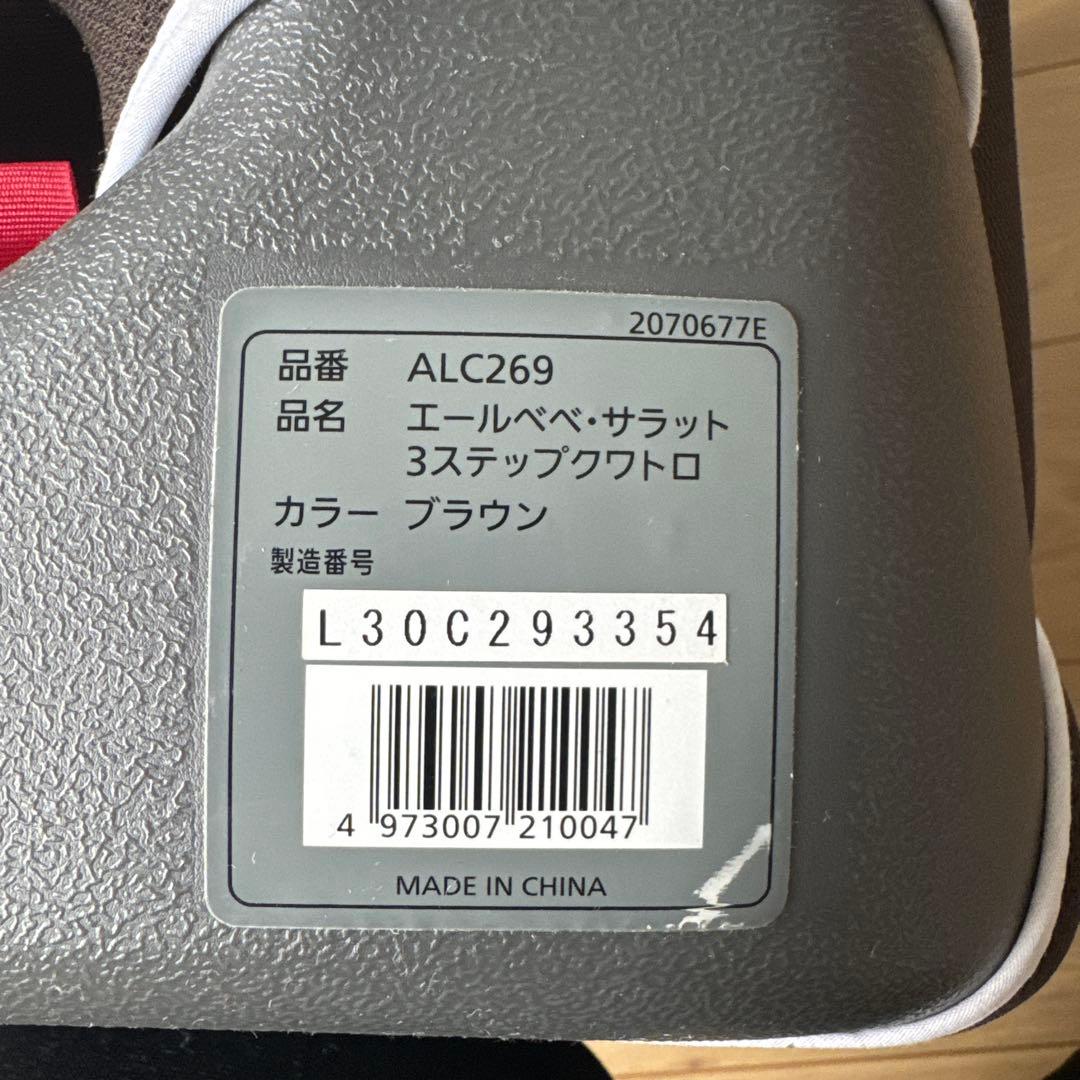 2070677E
品番 ALC269
品名 エールベベ・サラット
3ステップクワトロ
カラー ブラウン
製造番号
L30C293354
4 973007 210047
MADE IN CHINA